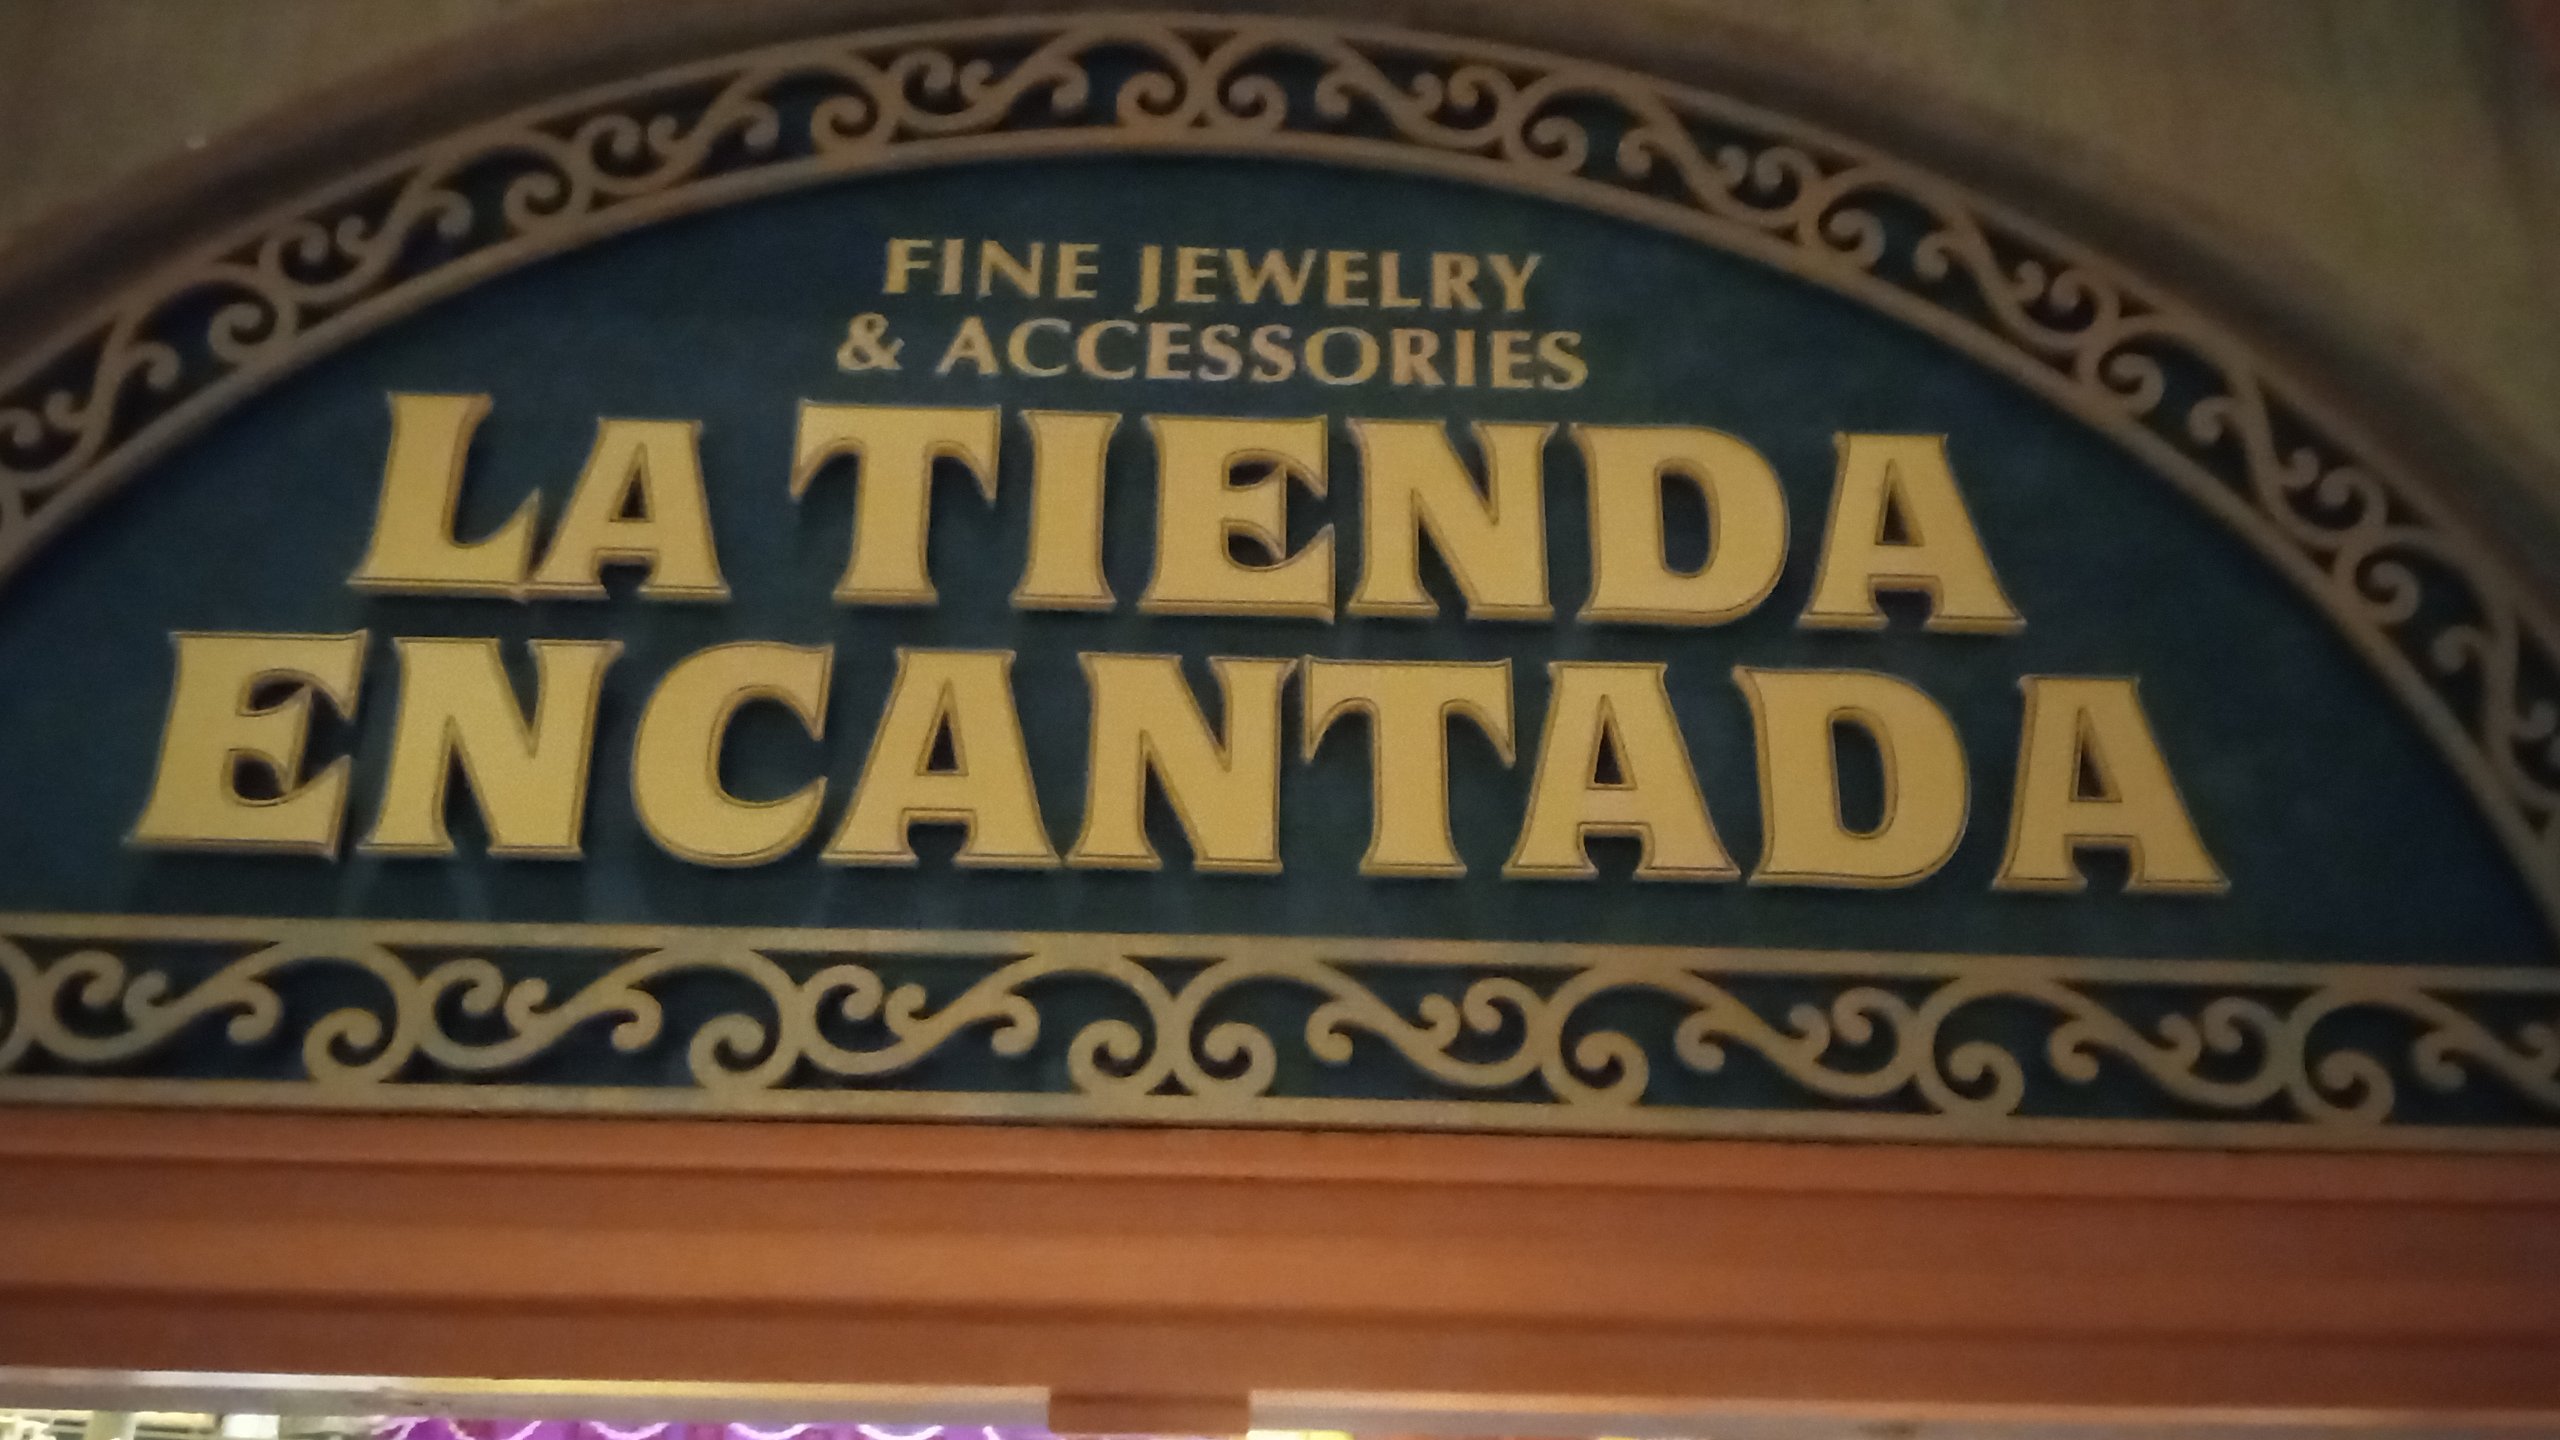 FINE JEWELRY
& ACCESSORIES
LA TIENDA
ENCANTADA